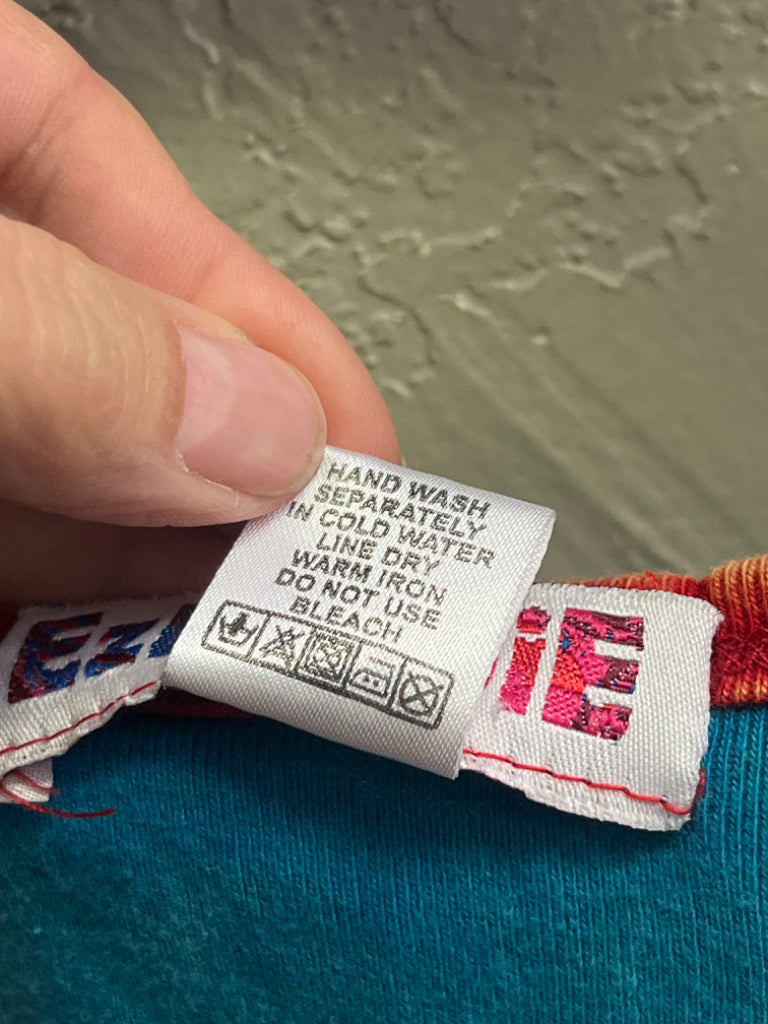 HAND WASH
SEPARATELY
IN COLD WATER
LINE DRY
WARM IRON
DO NOT USE
BLEACH